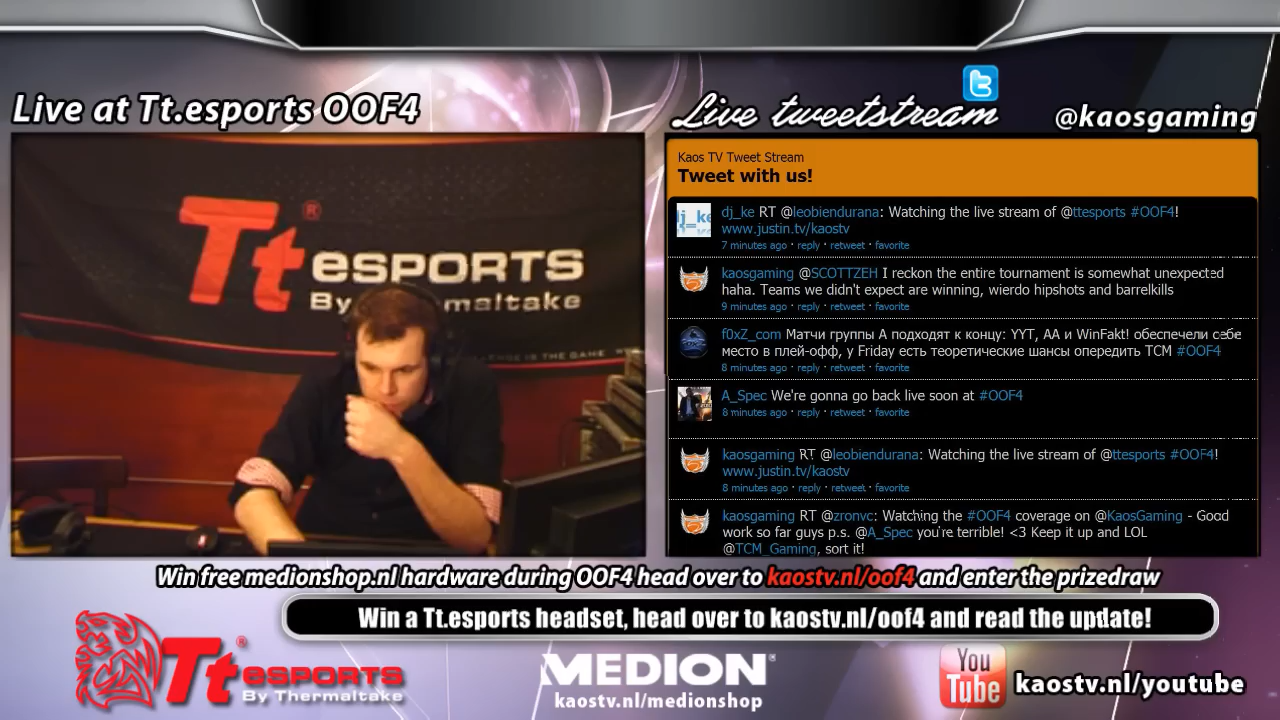 Live at Tt.esports OOF4
Live tweetstream
@kaosgaming
Tt ® eSPORTS
By Thermaltake
Kaos TV Tweet Stream
Tweet with us!
dj_ke RT @leobiendurana: Watching the live stream of @ttesports #OOF4!
www.justin.tv/kaostv
7 minutes ago · reply · retweet · favorite
kaosgaming @SCOTTZEH I reckon the entire tournament is somewhat unexpected
haha. Teams we didn't expect are winning, wierdo hipshots and barrelkills
9 minutes ago · reply · retweet · favorite
f0xZ_com Матчи группы А подходят к концу: YYT, AA и WinFakt! обеспечели себе
место в плей-офф, у Friday есть теоретические шансы опередить TCM #OOF4
8 minutes ago · reply · retweet · favorite
A_Spec We're gonna go back live soon at #OOF4
8 minutes ago · reply · retweet · favorite
kaosgaming RT @leobiendurana: Watching the live stream of @ttesports #OOF4!
www.justin.tv/kaostv
8 minutes ago · reply · retweet · favorite
kaosgaming RT @zronvc: Watching the #OOF4 coverage on @KaosGaming - Good
work so far guys p.s. @A_Spec you're terrible! <3 Keep it up and LOL
@TCM_Gaming, sort it!
Win free medionshop.nl hardware during OOF4 head over to kaostv.nl/oof4 and enter the prizedraw
Win a Tt.esports headset, head over to kaostv.nl/oof4 and read the update!
Tt ® eSPORTS
By Thermaltake
MEDION®
kaostv.nl/medionshop
You
Tube
kaostv.nl/youtube